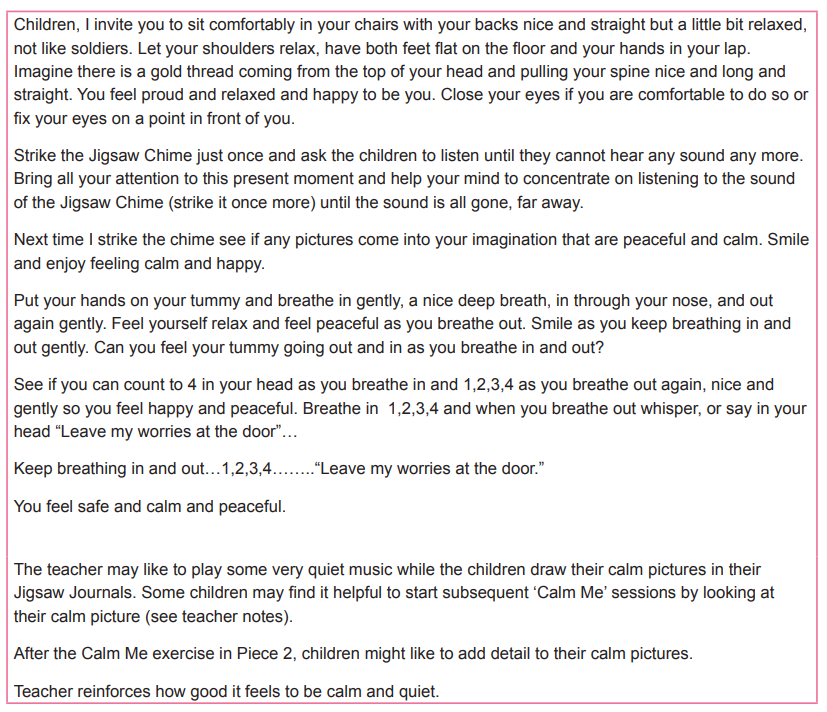 Children, I invite you to sit comfortably in your chairs with your backs nice and straight but a little bit relaxed,
not like soldiers. Let your shoulders relax, have both feet flat on the floor and your hands in your lap.
Imagine there is a gold thread coming from the top of your head and pulling your spine nice and long and
straight. You feel proud and relaxed and happy to be you. Close your eyes if you are comfortable to do so or
fix your eyes on a point in front of you.
Strike the Jigsaw Chime just once and ask the children to listen until they cannot hear any sound any more.
Bring all your attention to this present moment and help your mind to concentrate on listening to the sound
of the Jigsaw Chime (strike it once more) until the sound is all gone, far away.
Next time I strike the chime see if any pictures come into your imagination that are peaceful and calm. Smile
and enjoy feeling calm and happy.
Put your hands on your tummy and breathe in gently, a nice deep breath, in through your nose, and out
again gently. Feel yourself relax and feel peaceful as you breathe out. Smile as you keep breathing in and
out gently. Can you feel your tummy going out and in as you breathe in and out?
See if you can count to 4 in your head as you breathe in and 1,2,3,4 as you breathe out again, nice and
gently so you feel happy and peaceful. Breathe in  1,2,3,4 and when you breathe out whisper, or say in your
head “Leave my worries at the door”…
Keep breathing in and out…1,2,3,4……..“Leave my worries at the door.”
You feel safe and calm and peaceful.
The teacher may like to play some very quiet music while the children draw their calm pictures in their
Jigsaw Journals. Some children may find it helpful to start subsequent ‘Calm Me’ sessions by looking at
their calm picture (see teacher notes).
After the Calm Me exercise in Piece 2, children might like to add detail to their calm pictures.
Teacher reinforces how good it feels to be calm and quiet.